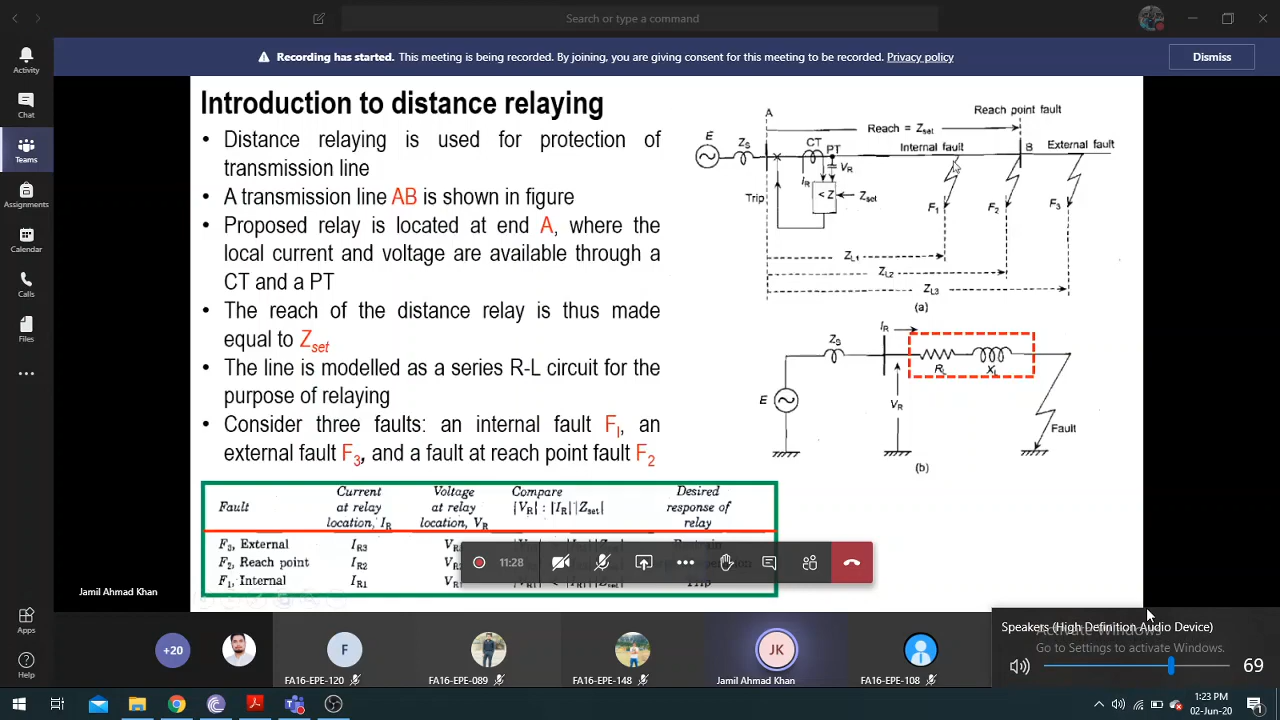 Search or type a command
Recording has started. This meeting is being recorded. By joining, you are giving consent for this meeting to be recorded. Privacy policy
Dismiss
Activity
Chat
Teams
Assignments
Calendar
Calls
Files
Apps
Help
Introduction to distance relaying
• Distance relaying is used for protection of
transmission line
• A transmission line AB is shown in figure
• Proposed relay is located at end A, where the
local current and voltage are available through a
CT and a PT
• The reach of the distance relay is thus made
equal to Zset
• The line is modelled as a series R-L circuit for the
purpose of relaying
• Consider three faults: an internal fault FI, an
external fault F3, and a fault at reach point fault F2
A
Reach point fault
Reach = Zset
E
ZS
CT
PT
Internal fault
B
External fault
IR
VR
Trip
< Z
Zset
F1
F2
F3
ZL1
ZL2
ZL3
(a)
IR
ZS
RL
XL
E
VR
Fault
(b)
Fault
Current
at relay
location, IR
Voltage
at relay
location, VR
Compare
|VR| : |IR| |Zset|
Desired
response of
relay
F3, External
IR3
F2, Reach point
IR2
F1, Internal
IR1
11:28
Jamil Ahmad Khan
+20
F
FA16-EPE-120
FA16-EPE-089
FA16-EPE-148
JK
Jamil Ahmad Khan
FA16-EPE-108
Speakers (High Definition Audio Device)
Activate Windows
Go to Settings to activate Windows.
69
1:23 PM
02-Jun-20